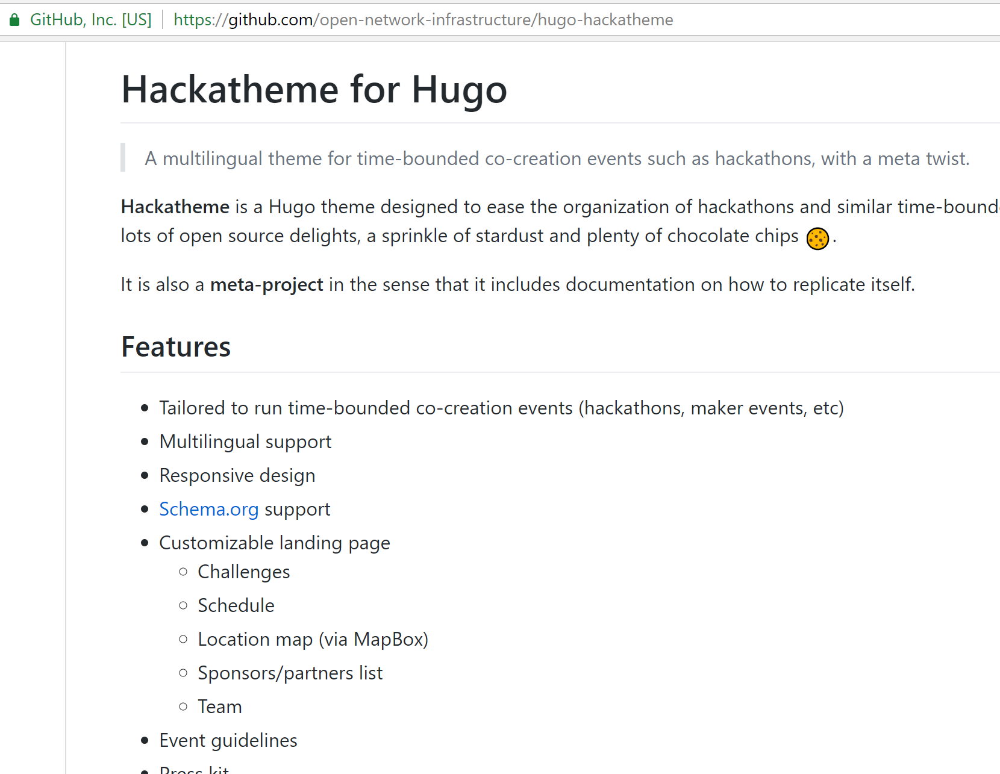 GitHub, Inc. [US] https://github.com/open-network-infrastructure/hugo-hackatheme
Hackatheme for Hugo
A multilingual theme for time-bounded co-creation events such as hackathons, with a meta twist.
Hackatheme is a Hugo theme designed to ease the organization of hackathons and similar time-bound
lots of open source delights, a sprinkle of stardust and plenty of chocolate chips 🍪.
It is also a meta-project in the sense that it includes documentation on how to replicate itself.
Features
• Tailored to run time-bounded co-creation events (hackathons, maker events, etc)
• Multilingual support
• Responsive design
• Schema.org support
• Customizable landing page
◦ Challenges
◦ Schedule
◦ Location map (via MapBox)
◦ Sponsors/partners list
◦ Team
• Event guidelines
• Press kit